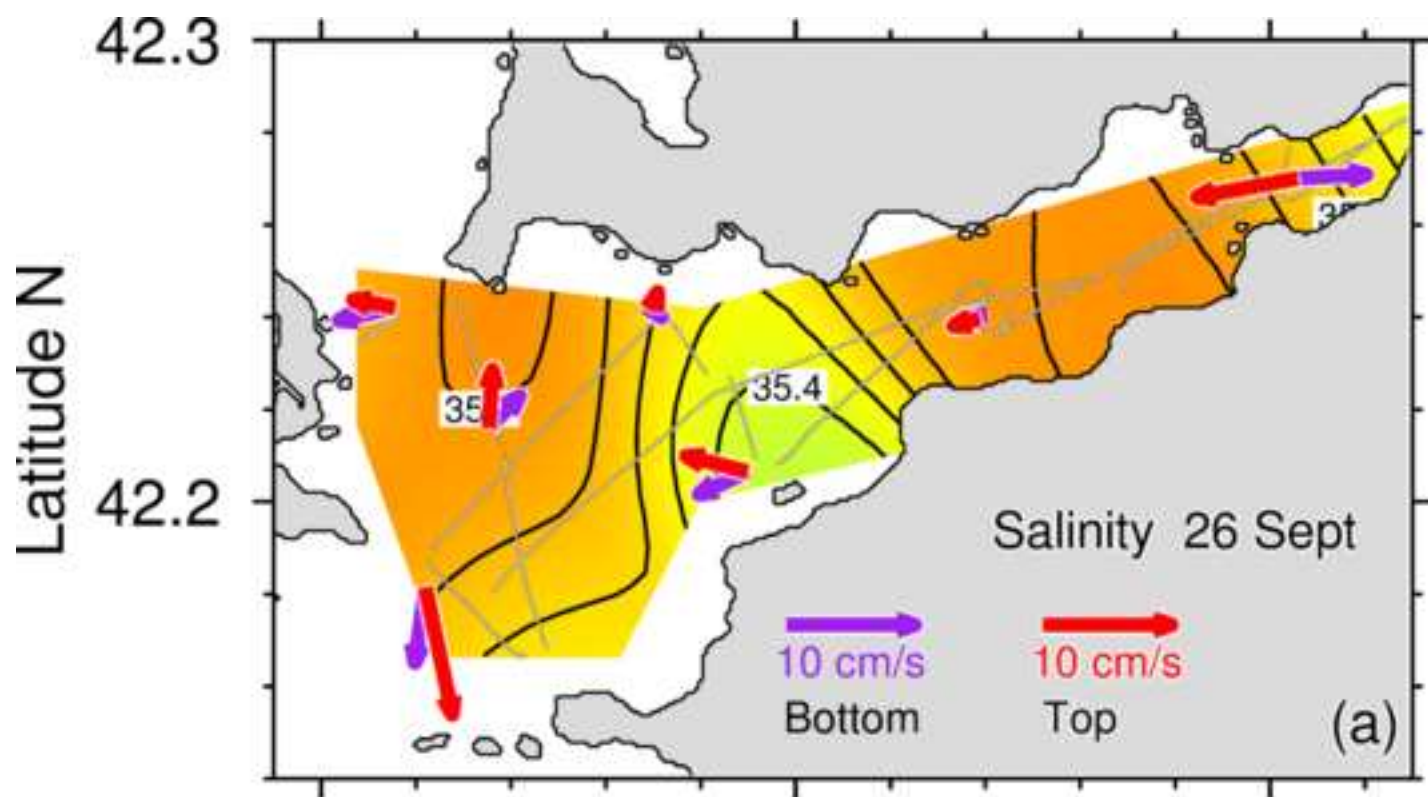 42.3
Latitude N
35.4
42.2
Salinity 26 Sept
10 cm/s
10 cm/s
Bottom
Top
(a)